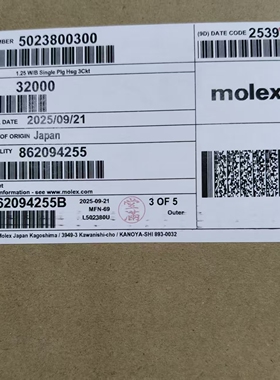 MBER 5023800300
(9D) DATE CODE 25397
1.25 W/B Single Plg Hsg 3Ckt
32000
molex
DATE 2025/09/21
OF ORIGIN Japan
LITY 862094255
ct
information - see www.molex.com
62094255B
2025-09-21
MFN-69
L502380U
3 OF 5
Outer
Molex Japan Kagoshima / 3949-3 Kawanishi-cho / KANOYA-SHI 893-0032